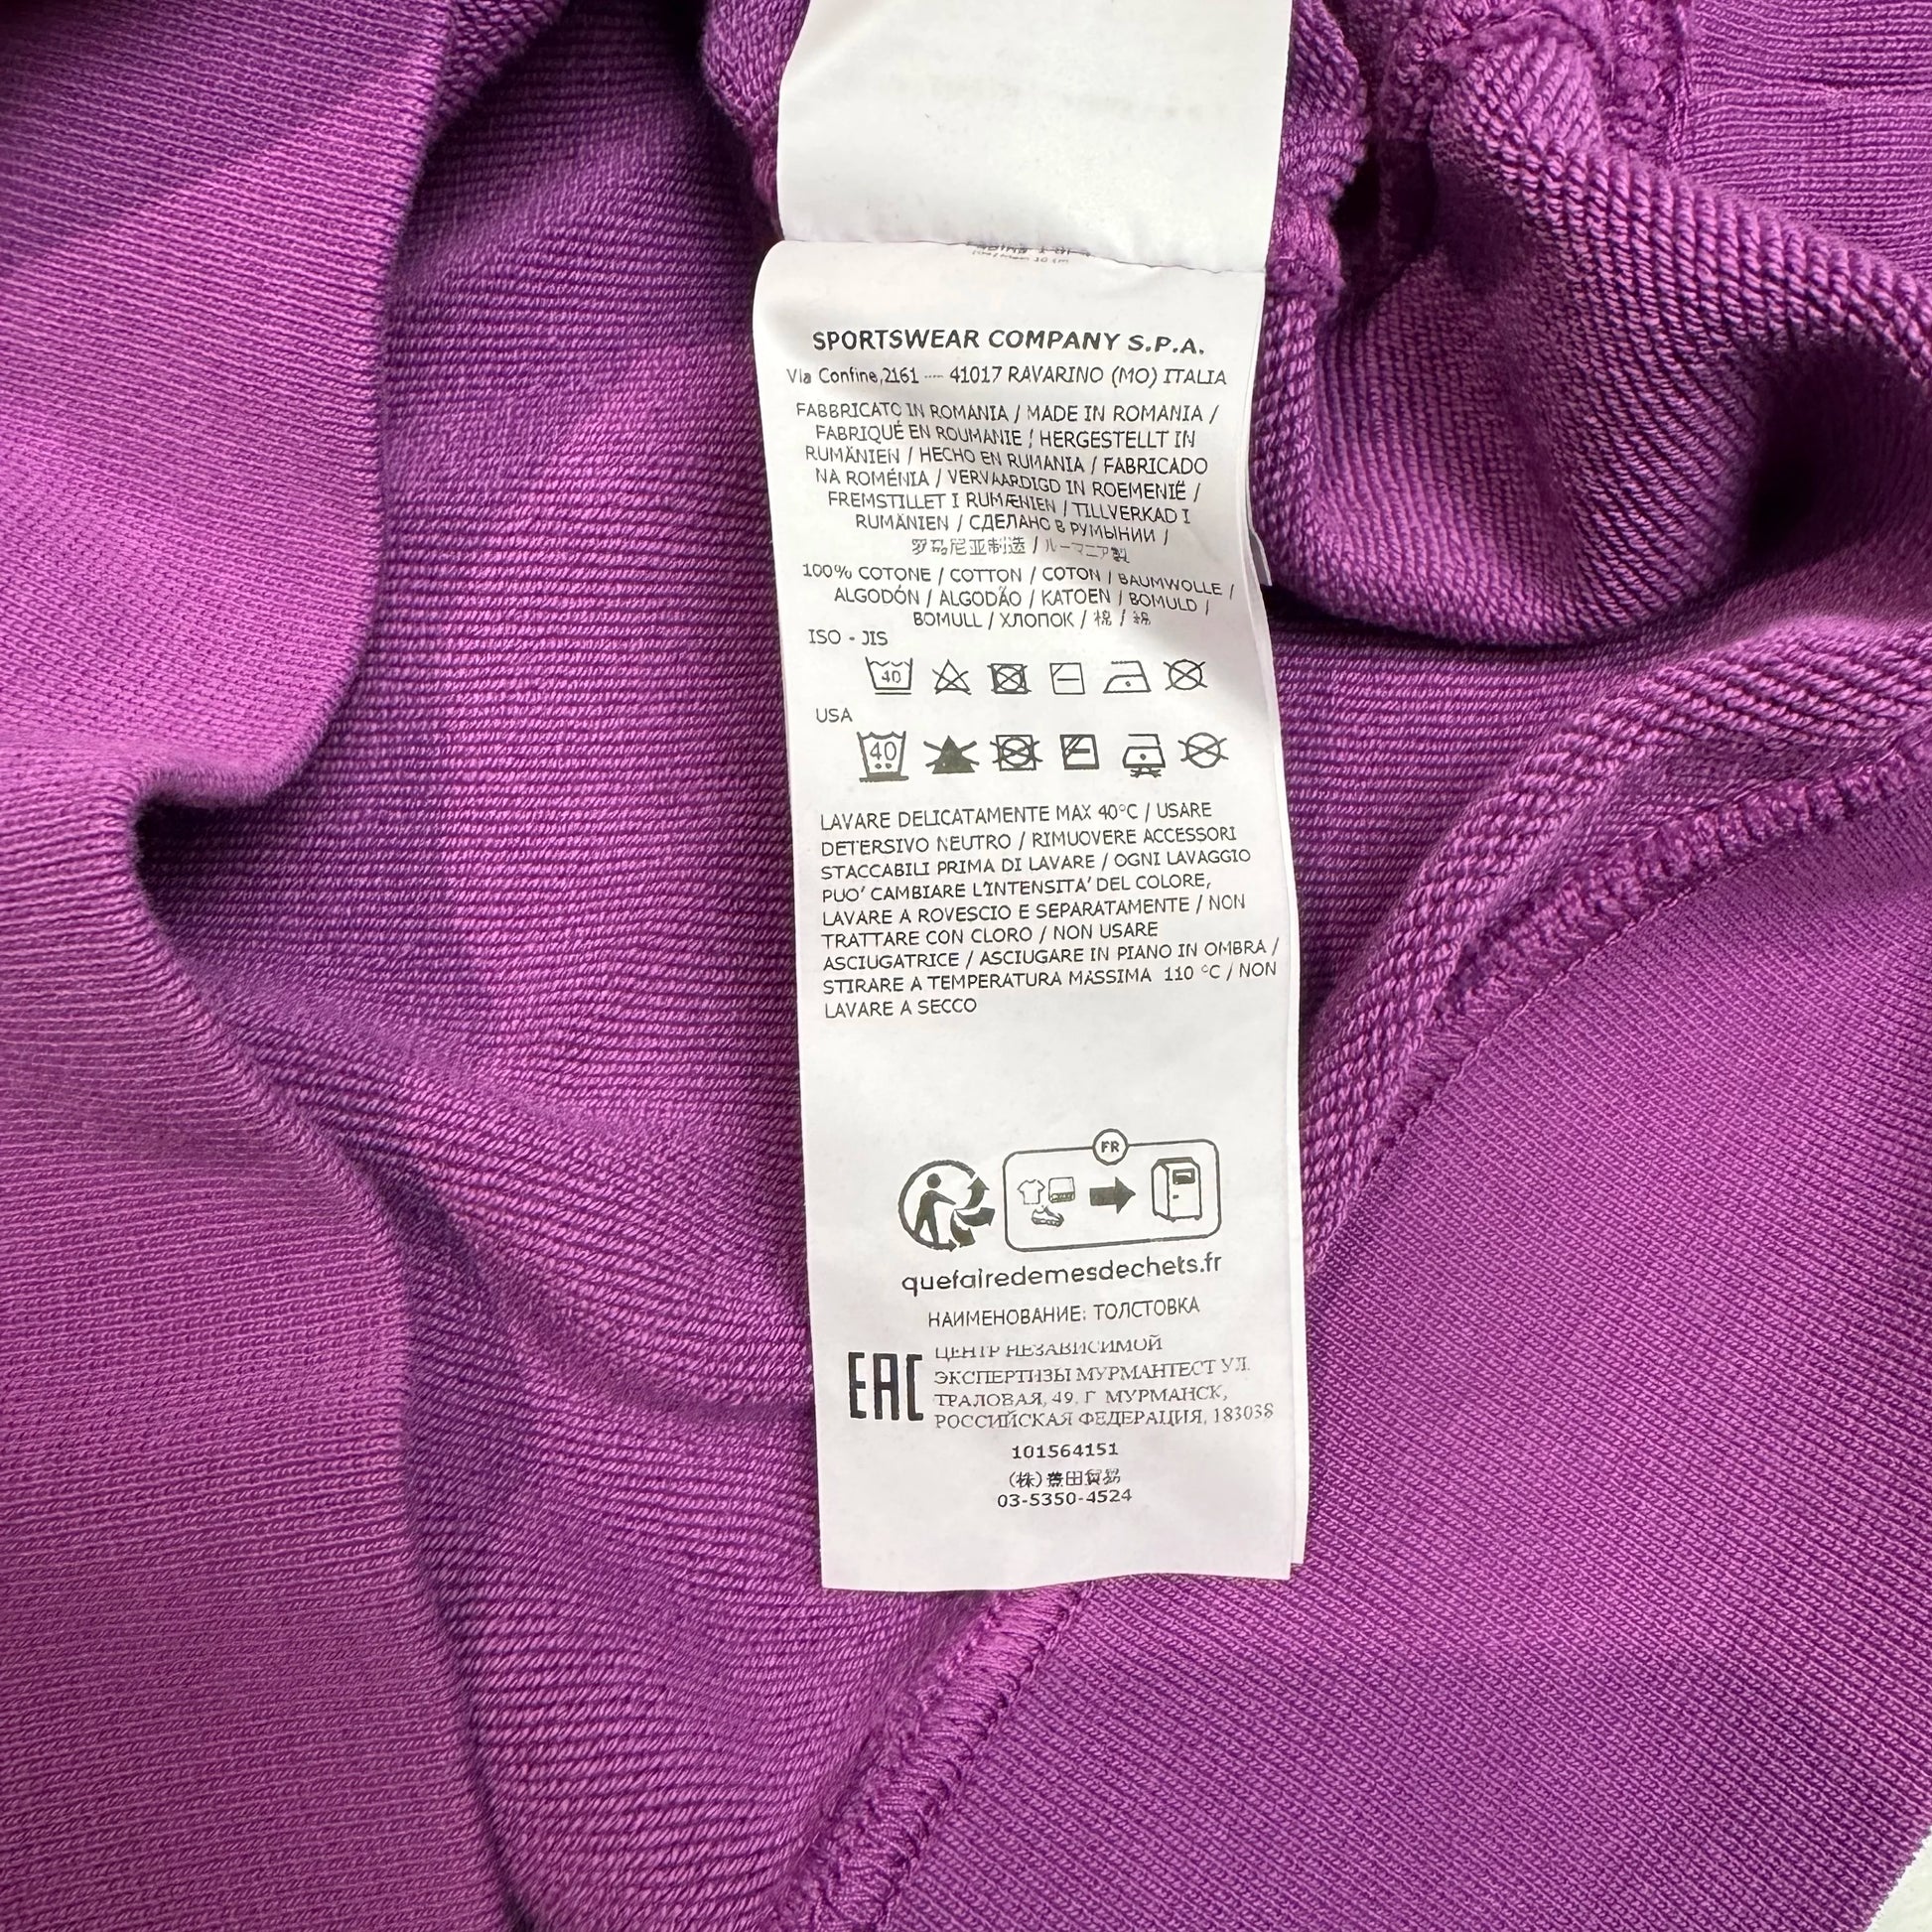 SPORTSWEAR COMPANY S.P.A.
Via Confine,2161 ---- 41017 RAVARINO (MO) ITALIA
FABBRICATO IN ROMANIA / MADE IN ROMANIA /
FABRIQUÉ EN ROUMANIE / HERGESTELLT IN
RUMÄNIEN / HECHO EN RUMANIA / FABRICADO
NA ROMÉNIA / VERVAARDIGD IN ROEMENIË /
FREMSTILLET I RUMÆNIEN / TILLVERKAD I
RUMÄNIEN / СДЕЛАНО В РУМЫНИИ /
罗马尼亚制造 / ルーマニア製
100% COTONE / COTTON / COTON / BAUMWOLLE /
ALGODÓN / ALGODÃO / KATOEN / BOMULD /
BOMULL / ХЛОПОК / 棉 / 綿
ISO - JIS
40
USA
40
LAVARE DELICATAMENTE MAX 40°C / USARE
DETERSIVO NEUTRO / RIMUOVERE ACCESSORI
STACCABILI PRIMA DI LAVARE / OGNI LAVAGGIO
PUO' CAMBIARE L'INTENSITA' DEL COLORE,
LAVARE A ROVESCIO E SEPARATAMENTE / NON
TRATTARE CON CLORO / NON USARE
ASCIUGATRICE / ASCIUGARE IN PIANO IN OMBRA /
STIRARE A TEMPERATURA MASSIMA 110 °C / NON
LAVARE A SECCO
FR
quefairedemesdechets.fr
НАИМЕНОВАНИЕ: ТОЛСТОВКА
EAC
ЦЕНТР НЕЗАВИСИМОЙ
ЭКСПЕРТИЗЫ МУРМАНТЕСТ УЛ.
ТРАЛОВАЯ, 49, Г МУРМАНСК,
РОССИЙСКАЯ ФЕДЕРАЦИЯ, 183038
101564151
(株)豊田貿易
03-5350-4524